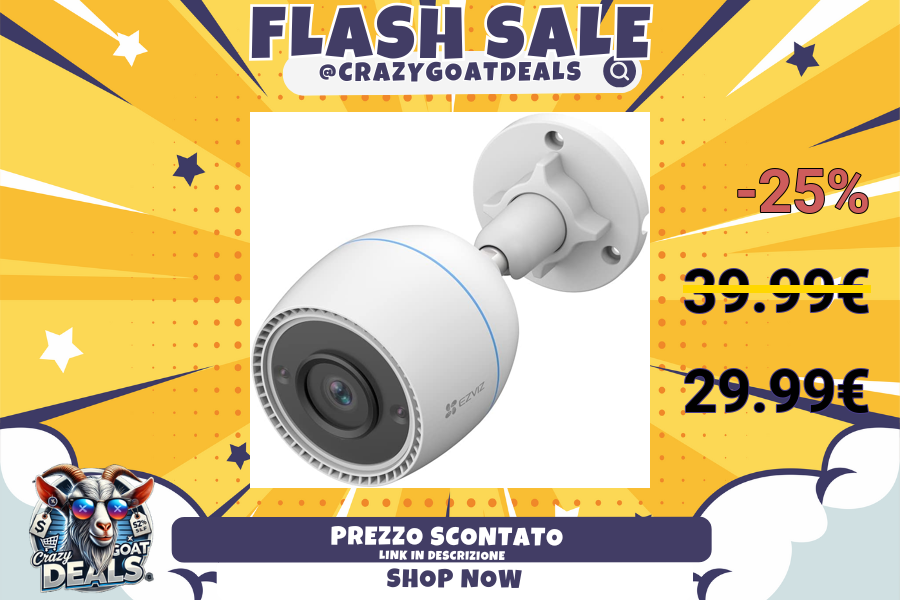 FLASH SALE
@CRAZYGOATDEALS
-25%
39.99€
29.99€
EZVIZ
$
52%
Crazy
GOAT
DEALS
PREZZO SCONTATO
LINK IN DESCRIZIONE
SHOP NOW